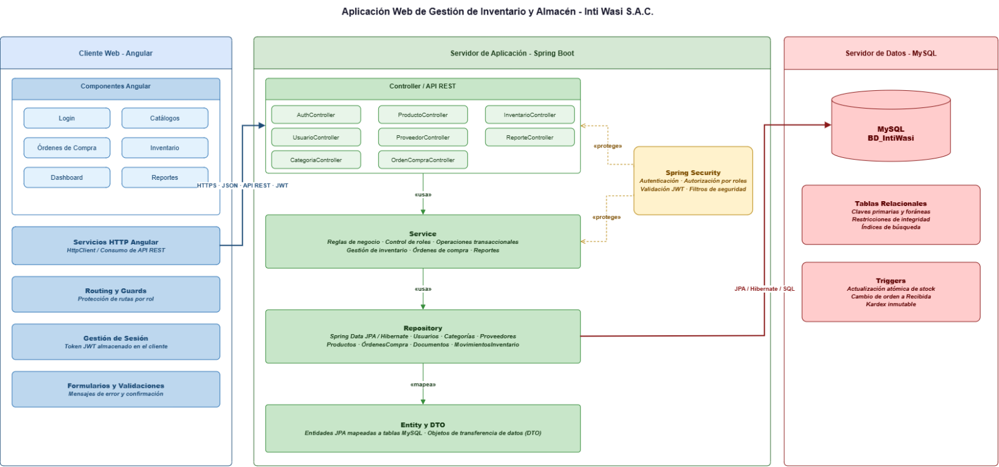 Aplicación Web de Gestión de Inventario y Almacén - Inti Wasi S.A.C.
Cliente Web - Angular
Componentes Angular
Login
Catálogos
Órdenes de Compra
Inventario
Dashboard
Reportes
HTTPS · JSON · API REST · JWT
Servicios HTTP Angular
HttpClient / Consumo de API REST
Routing y Guards
Protección de rutas por rol
Gestión de Sesión
Token JWT almacenado en el cliente
Formularios y Validaciones
Mensajes de error y confirmación
Servidor de Aplicación - Spring Boot
Controller / API REST
AuthController
ProductoController
InventarioController
UsuarioController
ProveedorController
ReporteController
CategoriaController
OrdenCompraController
«protege»
Spring Security
Autenticación · Autorización por roles
Validación JWT · Filtros de seguridad
«usa»
«protege»
Service
Reglas de negocio · Control de roles · Operaciones transaccionales
Gestión de inventario · Órdenes de compra · Reportes
«usa»
JPA / Hibernate / SQL
Repository
Spring Data JPA / Hibernate · Usuarios · Categorías · Proveedores
Productos · ÓrdenesCompra · Documentos · MovimientosInventario
«mapea»
Entity y DTO
Entidades JPA mapeadas a tablas MySQL · Objetos de transferencia de datos (DTO)
Servidor de Datos - MySQL
MySQL
BD_IntiWasi
Tablas Relacionales
Claves primarias y foráneas
Restricciones de integridad
Índices de búsqueda
Triggers
Actualización atómica de stock
Cambio de orden a Recibida
Kardex inmutable